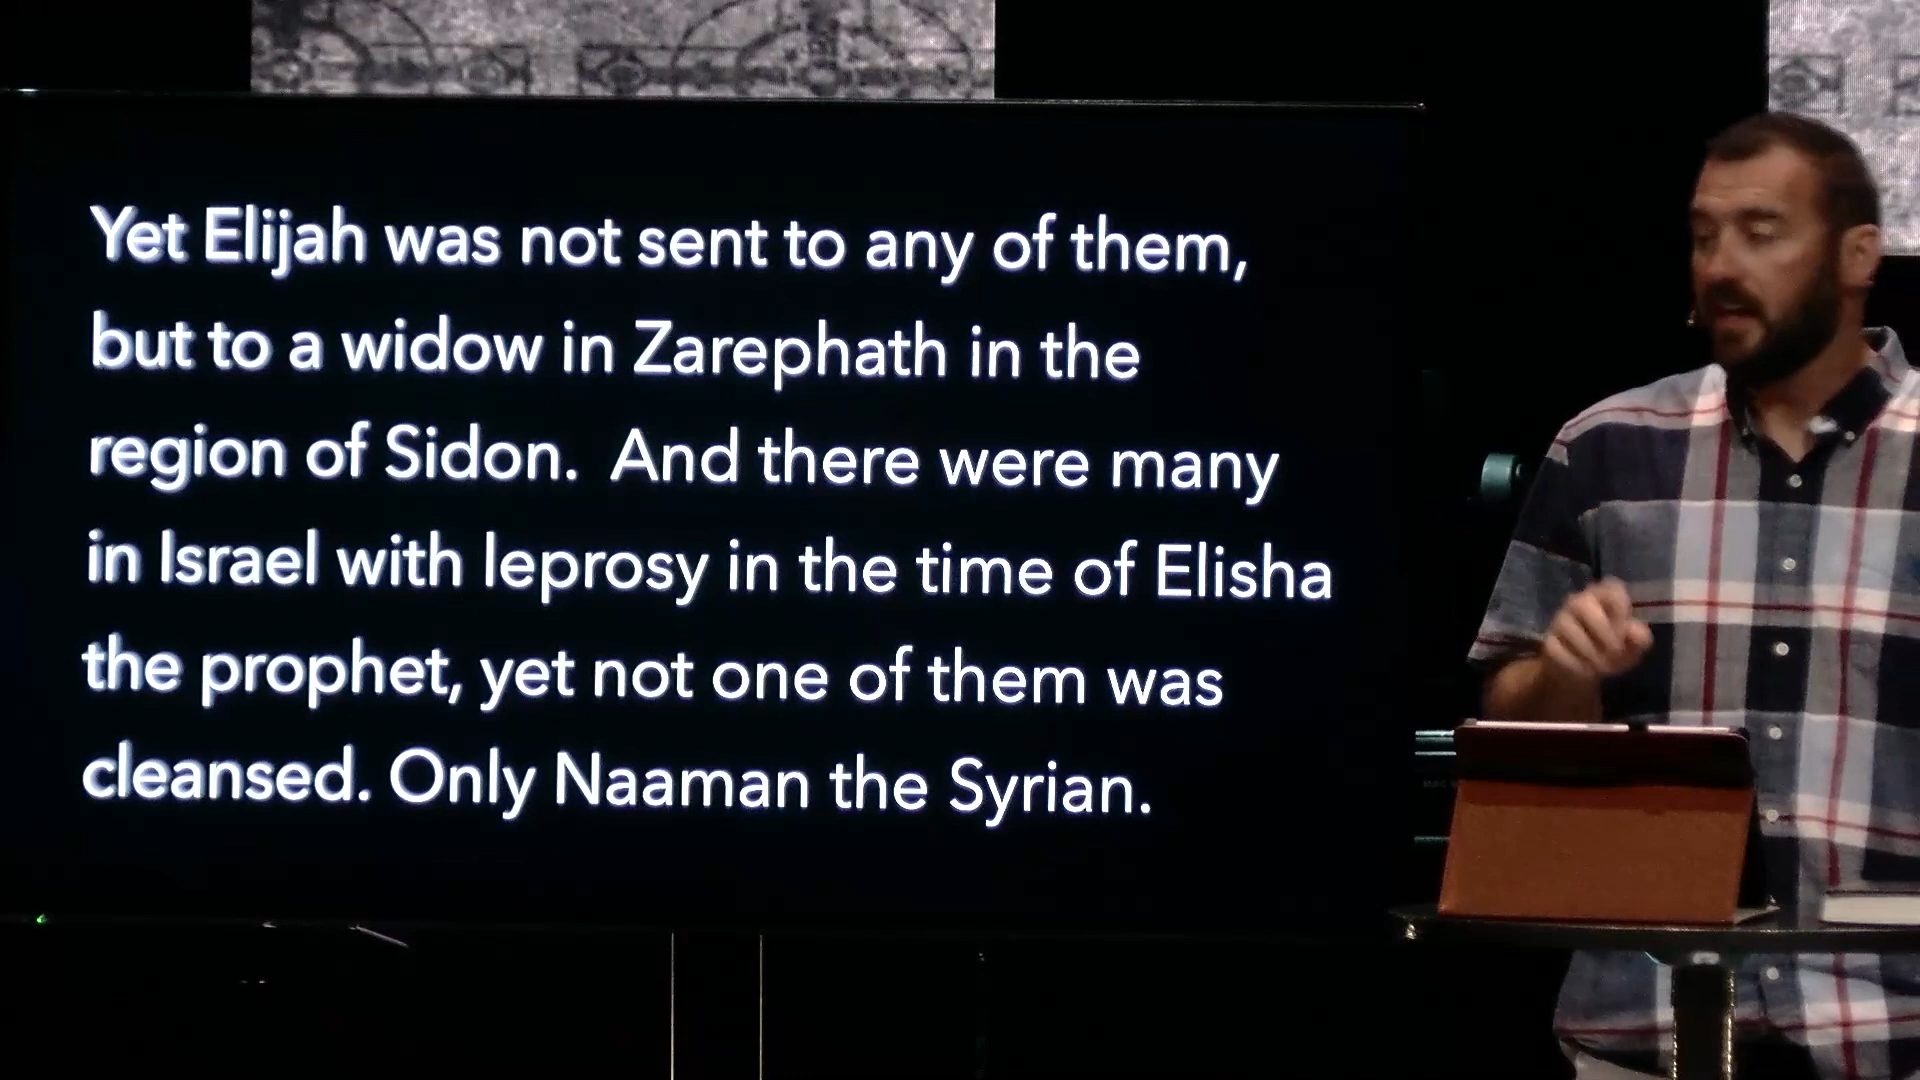 Yet Elijah was not sent to any of them,
but to a widow in Zarephath in the
region of Sidon.  And there were many
in Israel with leprosy in the time of Elisha
the prophet, yet not one of them was
cleansed. Only Naaman the Syrian.